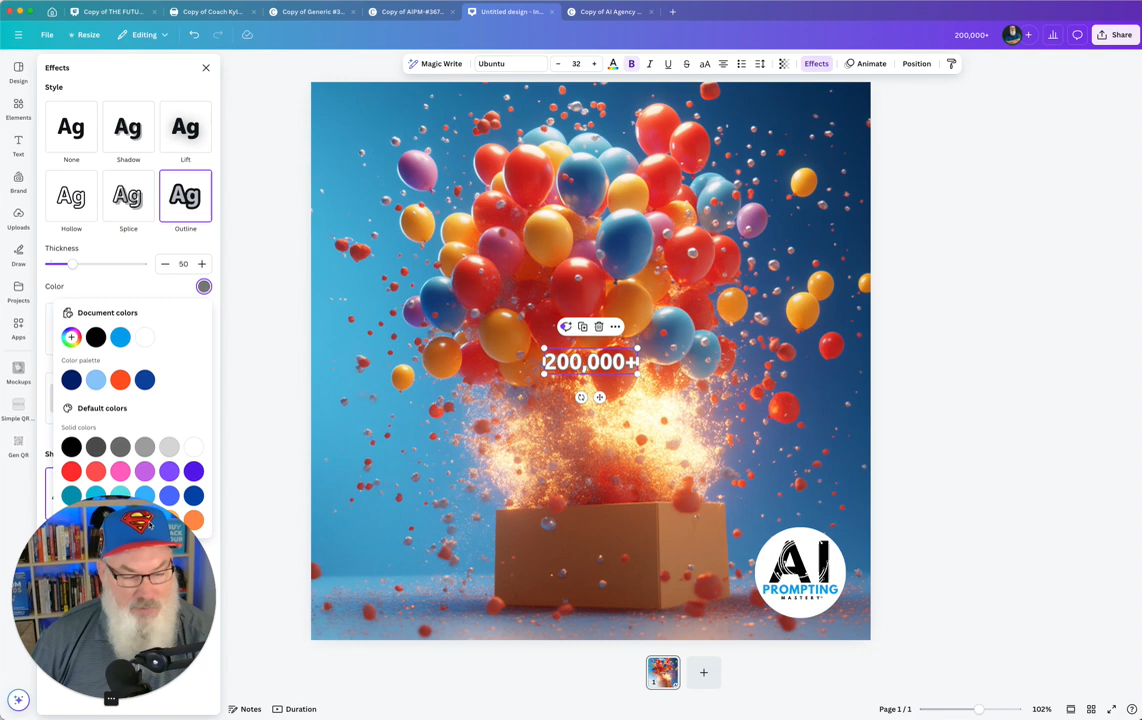 Copy of THE FUTU...
Copy of Coach Kyl...
Copy of Generic #3...
Copy of AIPM-#367...
Untitled design - In...
Copy of AI Agency ...
File
Resize
Editing
200,000+
Share
Design
Elements
Text
Brand
Uploads
Draw
Projects
Apps
Mockups
Simple QR ...
Gen QR
Effects
Style
Ag
Ag
Ag
None
Shadow
Lift
Ag
Ag
Ag
Hollow
Splice
Outline
Thickness
50
Color
Document colors
Color palette
Default colors
Solid colors
Magic Write
Ubuntu
– 32 +
A
B
I
U
S
aA
Effects
Animate
Position
200,000+
AI
PROMPTING
MASTERY
1
Notes
Duration
Page 1 / 1
102%